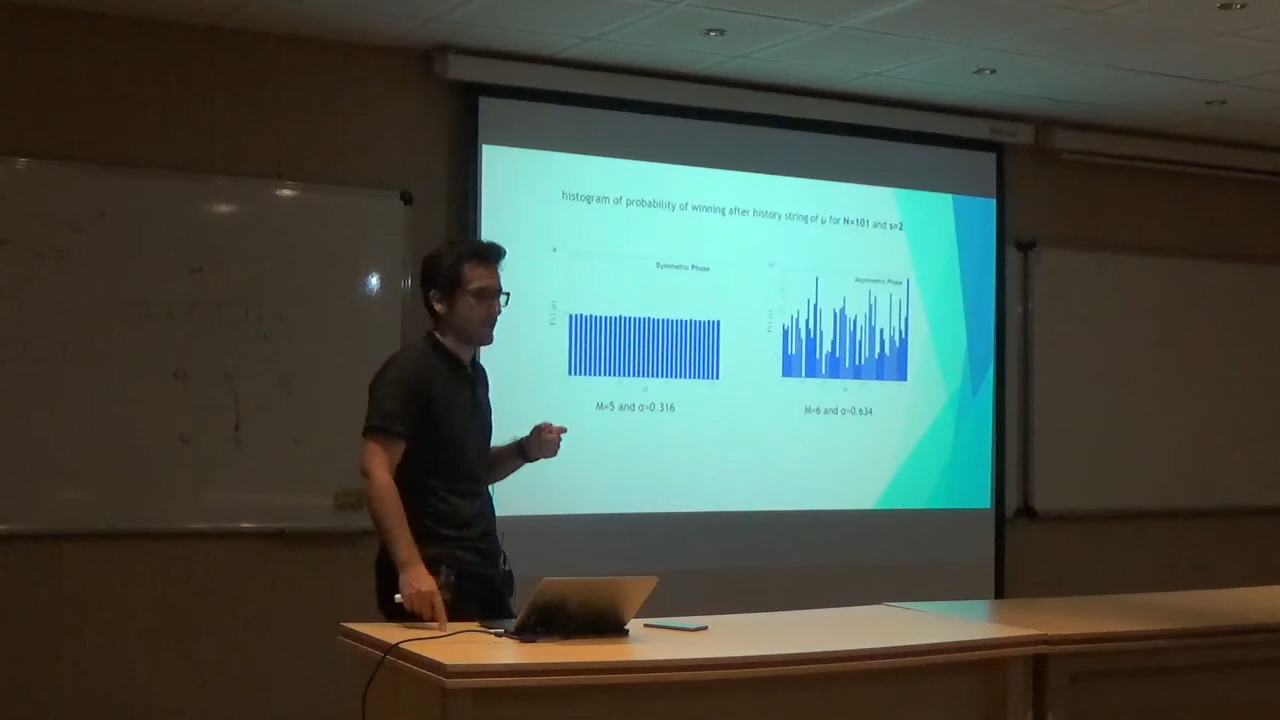 histogram of probability of winning after history string of μ for N=101 and s=2
Symmetric Phase
Asymmetric Phase
M=5 and α=0.316
M=6 and α=0.634